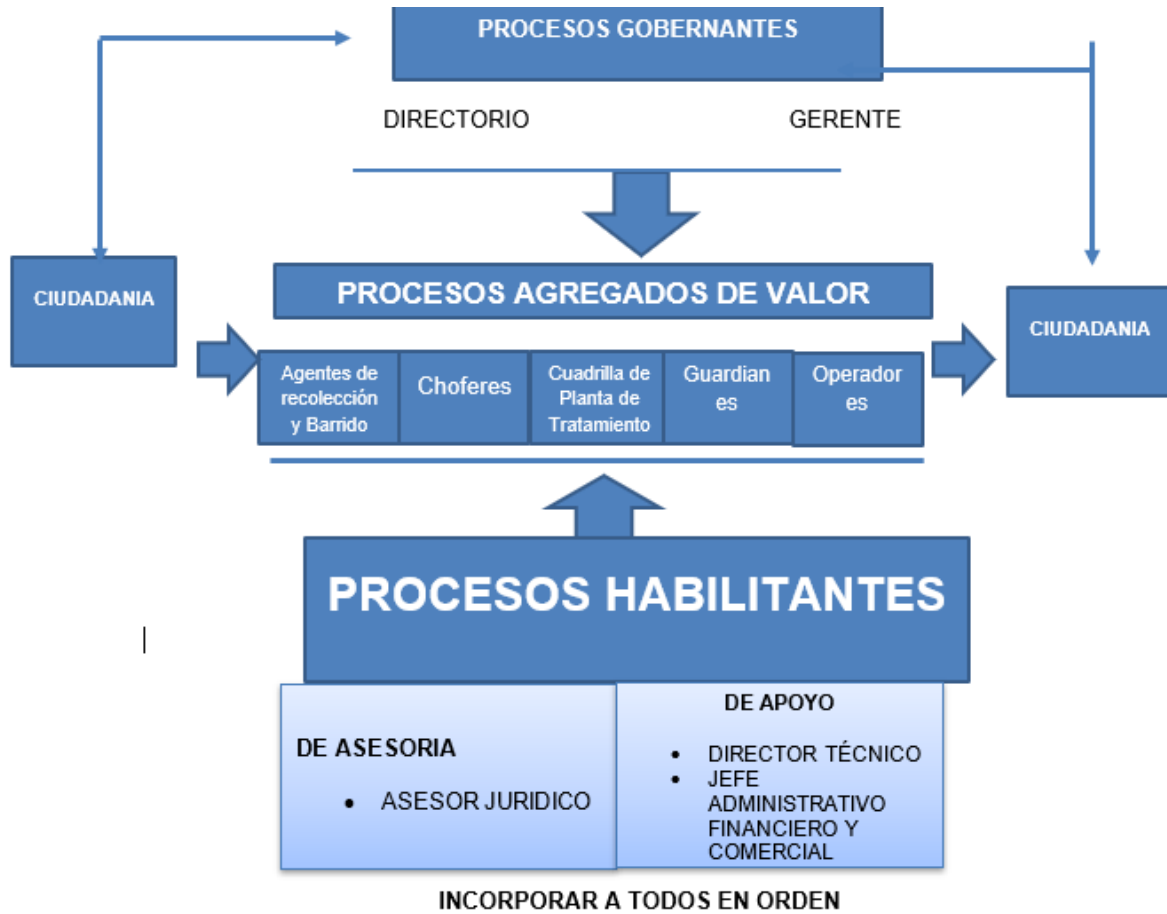 PROCESOS GOBERNANTES
DIRECTORIO
GERENTE
CIUDADANIA
PROCESOS AGREGADOS DE VALOR
CIUDADANIA
Agentes de
recolección
y Barrido
Choferes
Cuadrilla de
Planta de
Tratamiento
Guardian
es
Operador
es
PROCESOS HABILITANTES
DE ASESORIA
• ASESOR JURIDICO
DE APOYO
• DIRECTOR TÉCNICO
• JEFE
ADMINISTRATIVO
FINANCIERO Y
COMERCIAL
INCORPORAR A TODOS EN ORDEN